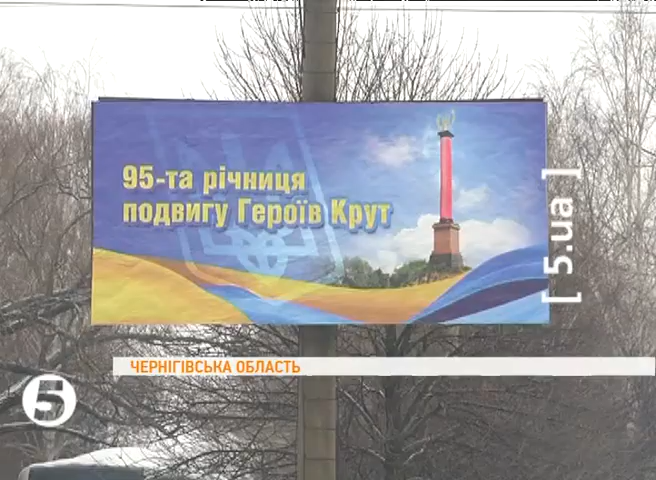 95-та річниця
подвигу Героїв Крут
[ 5.ua ]
ЧЕРНІГІВСЬКА ОБЛАСТЬ
5